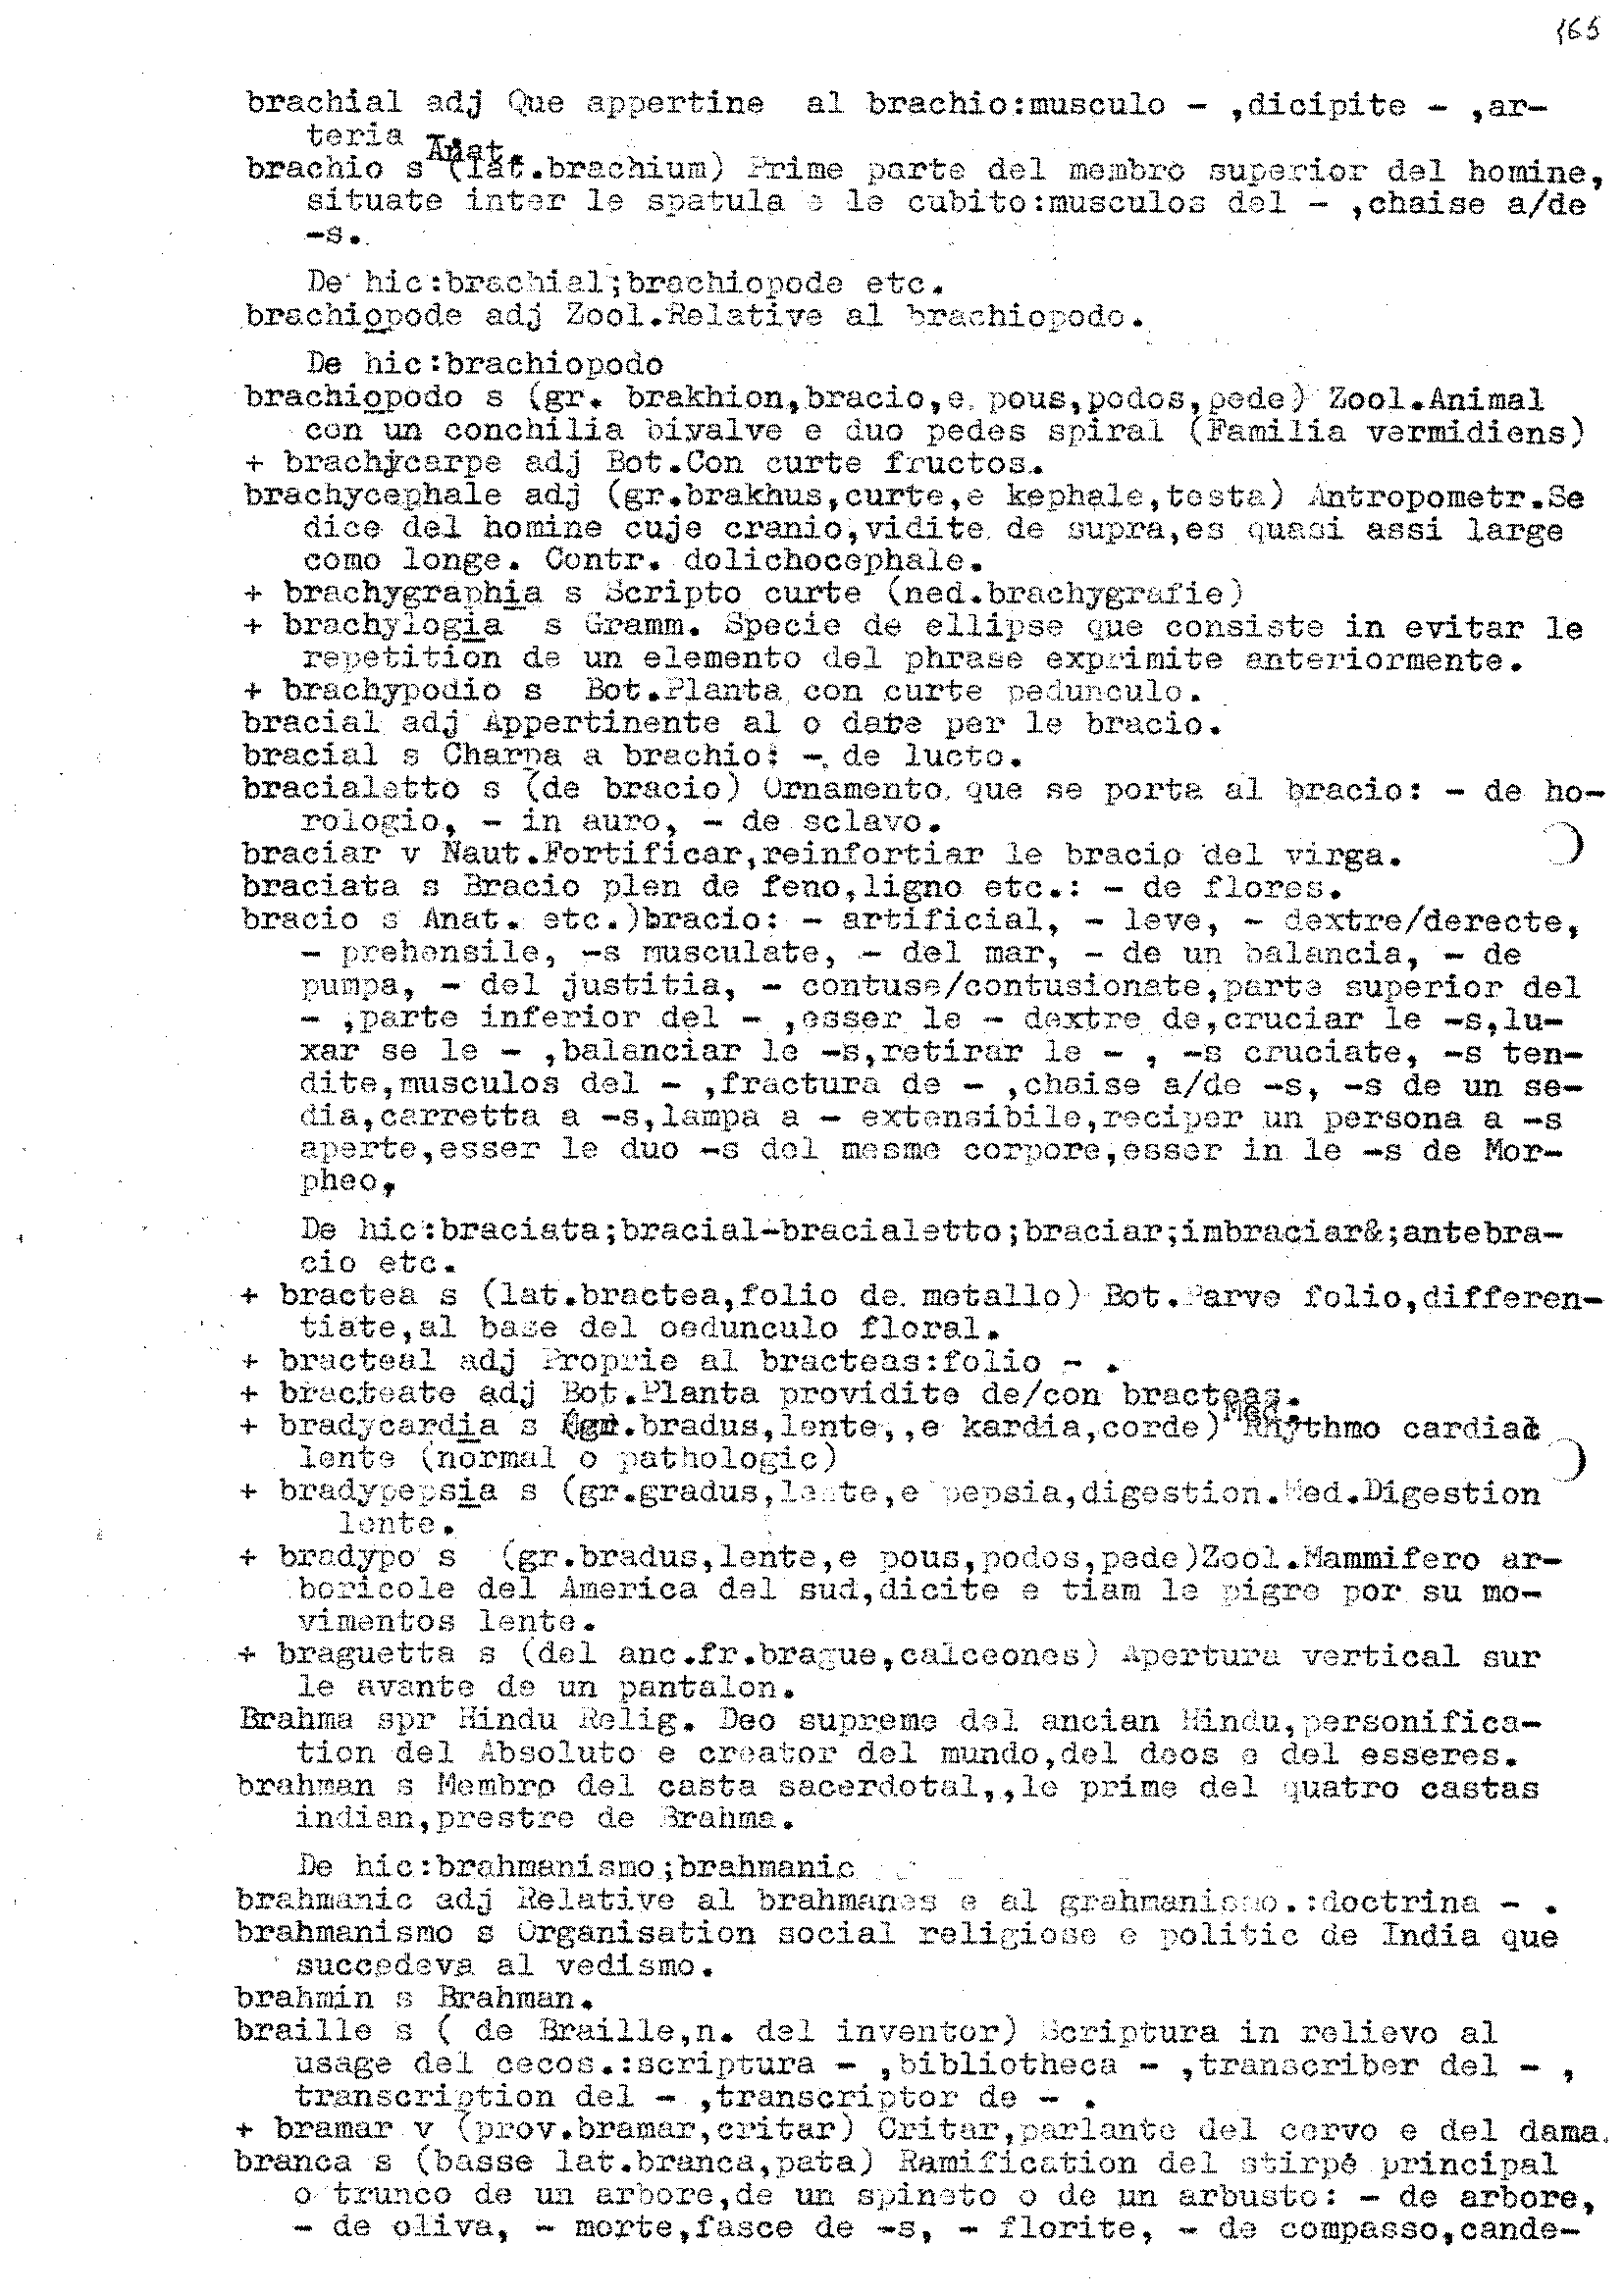 165
brachial adj Que appertine al brachio:musculo - ,dicipite - ,ar-
teria
Anat.
brachio s (lat.brachium) Prime parte del membro superior del homine,
situate inter le spatula e le cubito:musculos del - ,chaise a/de
-s.
De hic:brachial;brachiopode etc.
brachiopode adj Zool.Relative al brachiopodo.
De hic:brachiopodo
brachiopodo s (gr. brakhion,bracio,e pous,podos,pede) Zool.Animal
con un conchilia bivalve e duo pedes spiral (Familia vermidiens)
+ brachycarpe adj Bot.Con curte fructos.
brachycephale adj (gr.brakhus,curte,e kephale,testa) Antropometr.Se
dice del homine cuje cranio,vidite de supra,es quasi assi large
como longe. Contr. dolichocephale.
+ brachygraphia s Scripto curte (ned.brachygrafie)
+ brachylogia s Gramm. Specie de ellipse que consiste in evitar le
repetition de un elemento del phrase exprimite anteriormente.
+ brachypodio s Bot.Planta con curte pedunculo.
bracial adj Appertinente al o date per le bracio.
bracial s Charpa a brachio: - de lucto.
bracialetto s (de bracio) Ornamento que se porta al bracio: - de ho-
rologio, - in auro, - de sclavo.
braciar v Naut.Fortificar,reinfortiar le bracio del virga.
braciata s Bracio plen de feno,ligno etc.: - de flores.
bracio s Anat. etc.)bracio: - artificial, - leve, - dextre/derecte,
- prehensile, -s musculate, - del mar, - de un balancia, - de
pumpa, - del justitia, - contuse/contusionate,parte superior del
- ,parte inferior del - ,esser le - dextre de,cruciar le -s,lu-
xar se le - ,balanciar le -s,retirar le - , -s cruciate, -s ten-
dite,musculos del - ,fractura de - ,chaise a/de -s, -s de un se-
dia,carretta a -s,lampa a - extensibile,reciper un persona a -s
aperte,esser le duo -s del mesme corpore,esser in le -s de Mor-
pheo,
De hic:braciata;bracial-bracialetto;braciar;imbraciar&;antebra-
cio etc.
+ bractea s (lat.bractea,folio de metallo) Bot.Parve folio,differen-
tiate,al base del oedunculo floral.
+ bracteal adj Proprie al bracteas:folio - .
+ bracteate adj Bot.Planta providite de/con bracteas.
+ bradycardia s (gr.bradus,lente,,e kardia,corde) Med. Rhythmo cardiac
lente (normal o pathologic)
+ bradypepsia s (gr.gradus,lente,e pepsia,digestion.Med.Digestion
lente.
+ bradypo s (gr.bradus,lente,e pous,podos,pede)Zool.Mammifero ar-
boricole del America del sud,dicite e tiam le pigre por su mo-
vimentos lente.
+ braguetta s (del anc.fr.brague,calceones) Apertura vertical sur
le avante de un pantalon.
Brahma spr Hindu Relig. Deo supreme del ancian Hindu,personifica-
tion del Absoluto e creator del mundo,del deos e del esseres.
brahman s Membro del casta sacerdotal,,le prime del quatro castas
indian,prestre de Brahma.
De hic:brahmanismo;brahmanic
brahmanic adj Relative al brahmanes e al grahmanismo.:doctrina - .
brahmanismo s Organisation social religiose e politic de India que
succedeva al vedismo.
brahmin s Brahman.
braille s ( de Braille,n. del inventor) Scriptura in relievo al
usage del cecos.:scriptura - ,bibliotheca - ,transcriber del - ,
transcription del - ,transcriptor de - .
+ bramar v (prov.bramar,critar) Critar,parlante del cervo e del dama.
branca s (basse lat.branca,pata) Ramification del stirpe principal
o trunco de un arbore,de un spineto o de un arbusto: - de arbore,
- de oliva, - morte,fasce de -s, - florite, - de compasso,cande-